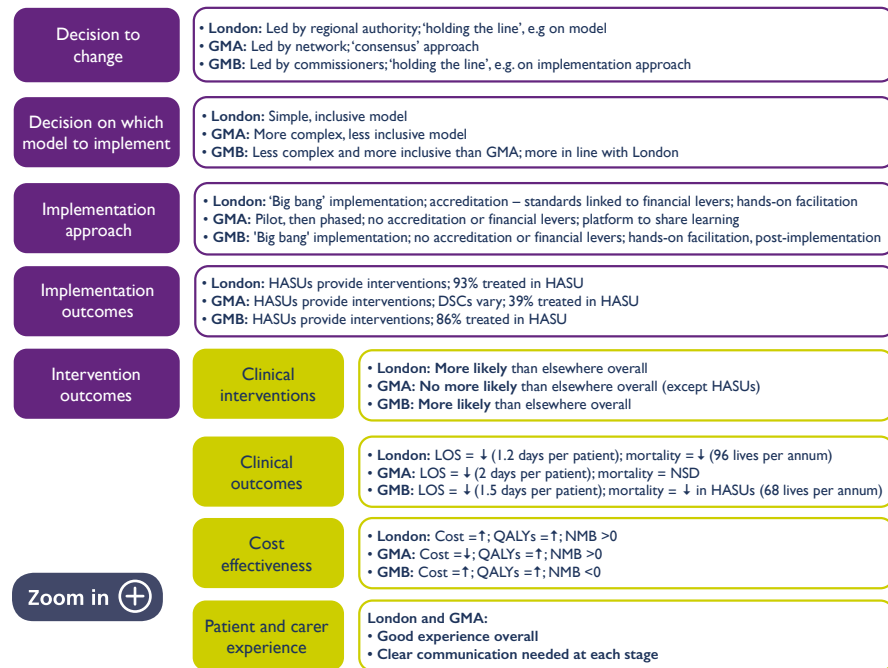 Decision to
change
• London: Led by regional authority; ‘holding the line’, e.g on model
• GMA: Led by network; ‘consensus’ approach
• GMB: Led by commissioners; ‘holding the line’, e.g. on implementation approach
Decision on which
model to implement
• London: Simple, inclusive model
• GMA: More complex, less inclusive model
• GMB: Less complex and more inclusive than GMA; more in line with London
Implementation
approach
• London: ‘Big bang’ implementation; accreditation – standards linked to financial levers; hands-on facilitation
• GMA: Pilot, then phased; no accreditation or financial levers; platform to share learning
• GMB: 'Big bang’ implementation; no accreditation or financial levers; hands-on facilitation, post-implementation
Implementation
outcomes
• London: HASUs provide interventions; 93% treated in HASU
• GMA: HASUs provide interventions; DSCs vary; 39% treated in HASU
• GMB: HASUs provide interventions; 86% treated in HASU
Intervention
outcomes
Clinical
interventions
• London: More likely than elsewhere overall
• GMA: No more likely than elsewhere overall (except HASUs)
• GMB: More likely than elsewhere overall
Clinical
outcomes
• London: LOS = ↓ (1.2 days per patient); mortality = ↓ (96 lives per annum)
• GMA: LOS = ↓ (2 days per patient); mortality = NSD
• GMB: LOS = ↓ (1.5 days per patient); mortality = ↓ in HASUs (68 lives per annum)
Cost
effectiveness
• London: Cost =↑; QALYs =↑; NMB >0
• GMA: Cost =↓; QALYs =↑; NMB >0
• GMB: Cost =↑; QALYs =↑; NMB <0
Zoom in
Patient and carer
experience
London and GMA:
• Good experience overall
• Clear communication needed at each stage